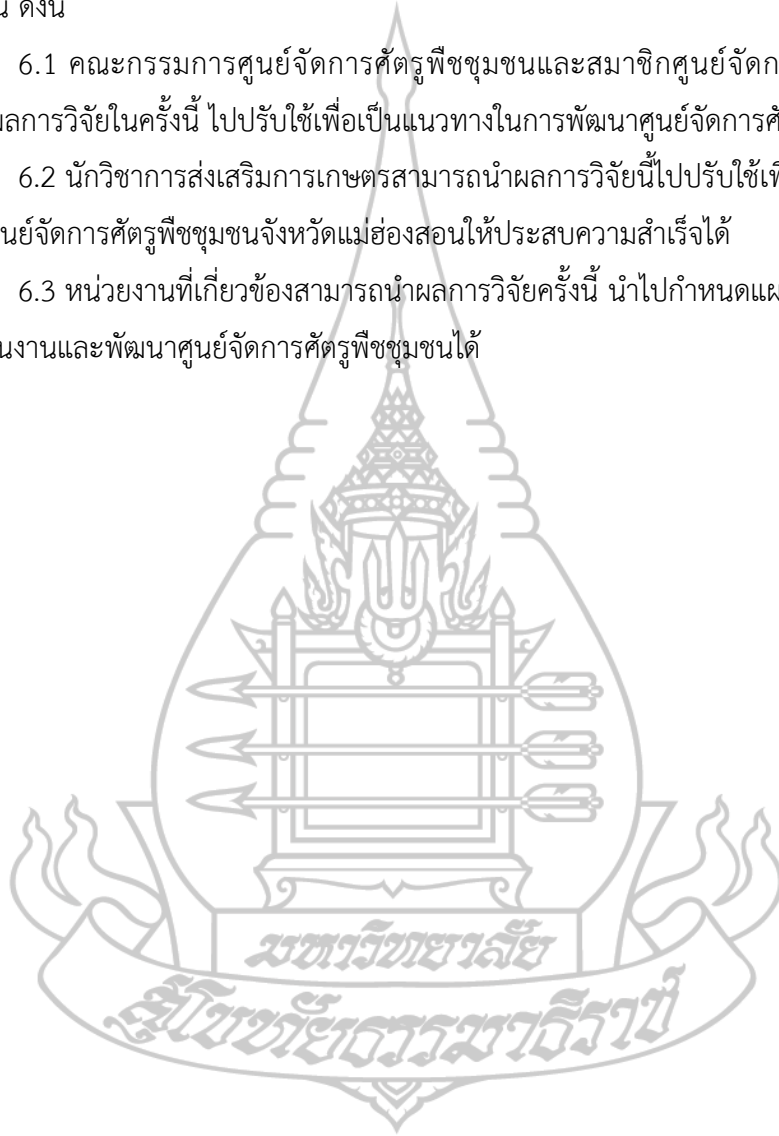 ดังนี้
6.1 คณะกรรมการศูนย์จัดการศัตรูพืชชุมชนและสมาชิกศูนย์จัดก
ผลการวิจัยในครั้งนี้ ไปปรับใช้เพื่อเป็นแนวทางในการพัฒนาศูนย์จัดการศั
6.2 นักวิชาการส่งเสริมการเกษตรสามารถนำผลการวิจัยนี้ไปปรับใช้เพื
ศูนย์จัดการศัตรูพืชชุมชนจังหวัดแม่ฮ่องสอนให้ประสบความสำเร็จได้
6.3 หน่วยงานที่เกี่ยวข้องสามารถนำผลการวิจัยครั้งนี้ นำไปกำหนดแผ
นงานและพัฒนาศูนย์จัดการศัตรูพืชชุมชนได้
มหาวิทยาลัย
สุโขทัยธรรมาธิราช